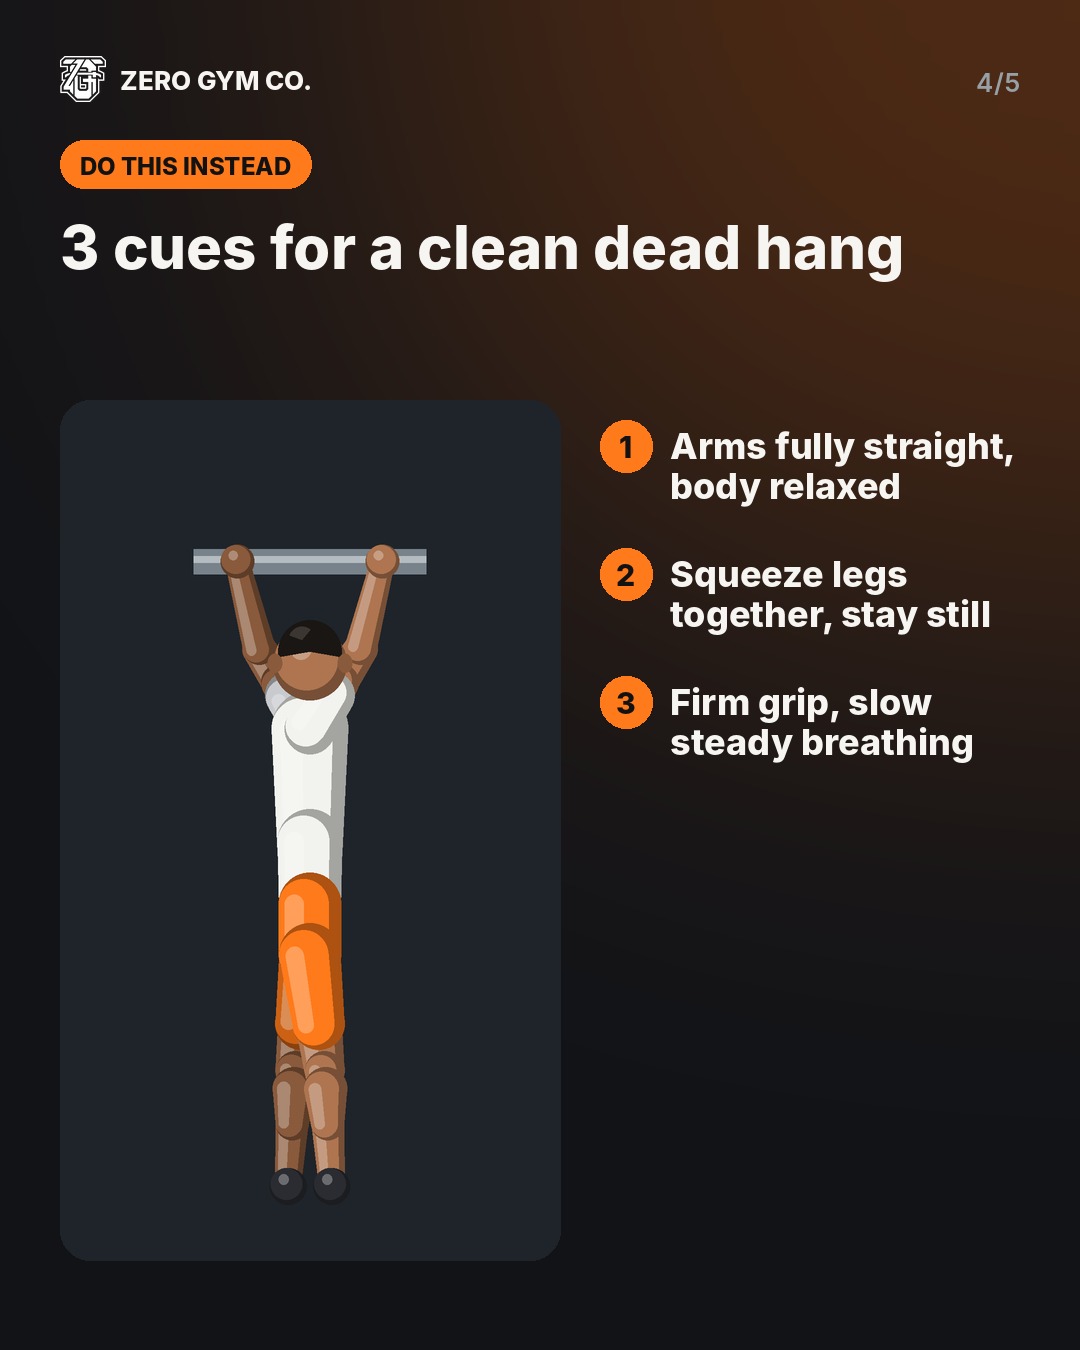 ZERO GYM CO.
4/5
DO THIS INSTEAD
3 cues for a clean dead hang
1 Arms fully straight,
body relaxed
2 Squeeze legs
together, stay still
3 Firm grip, slow
steady breathing